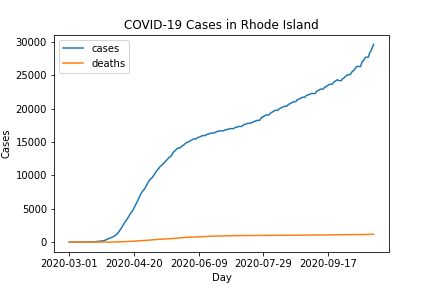 COVID-19 Cases in Rhode Island
30000
25000
20000
15000
10000
5000
0
Cases
cases
deaths
2020-03-01 2020-04-20 2020-06-09 2020-07-29 2020-09-17
Day